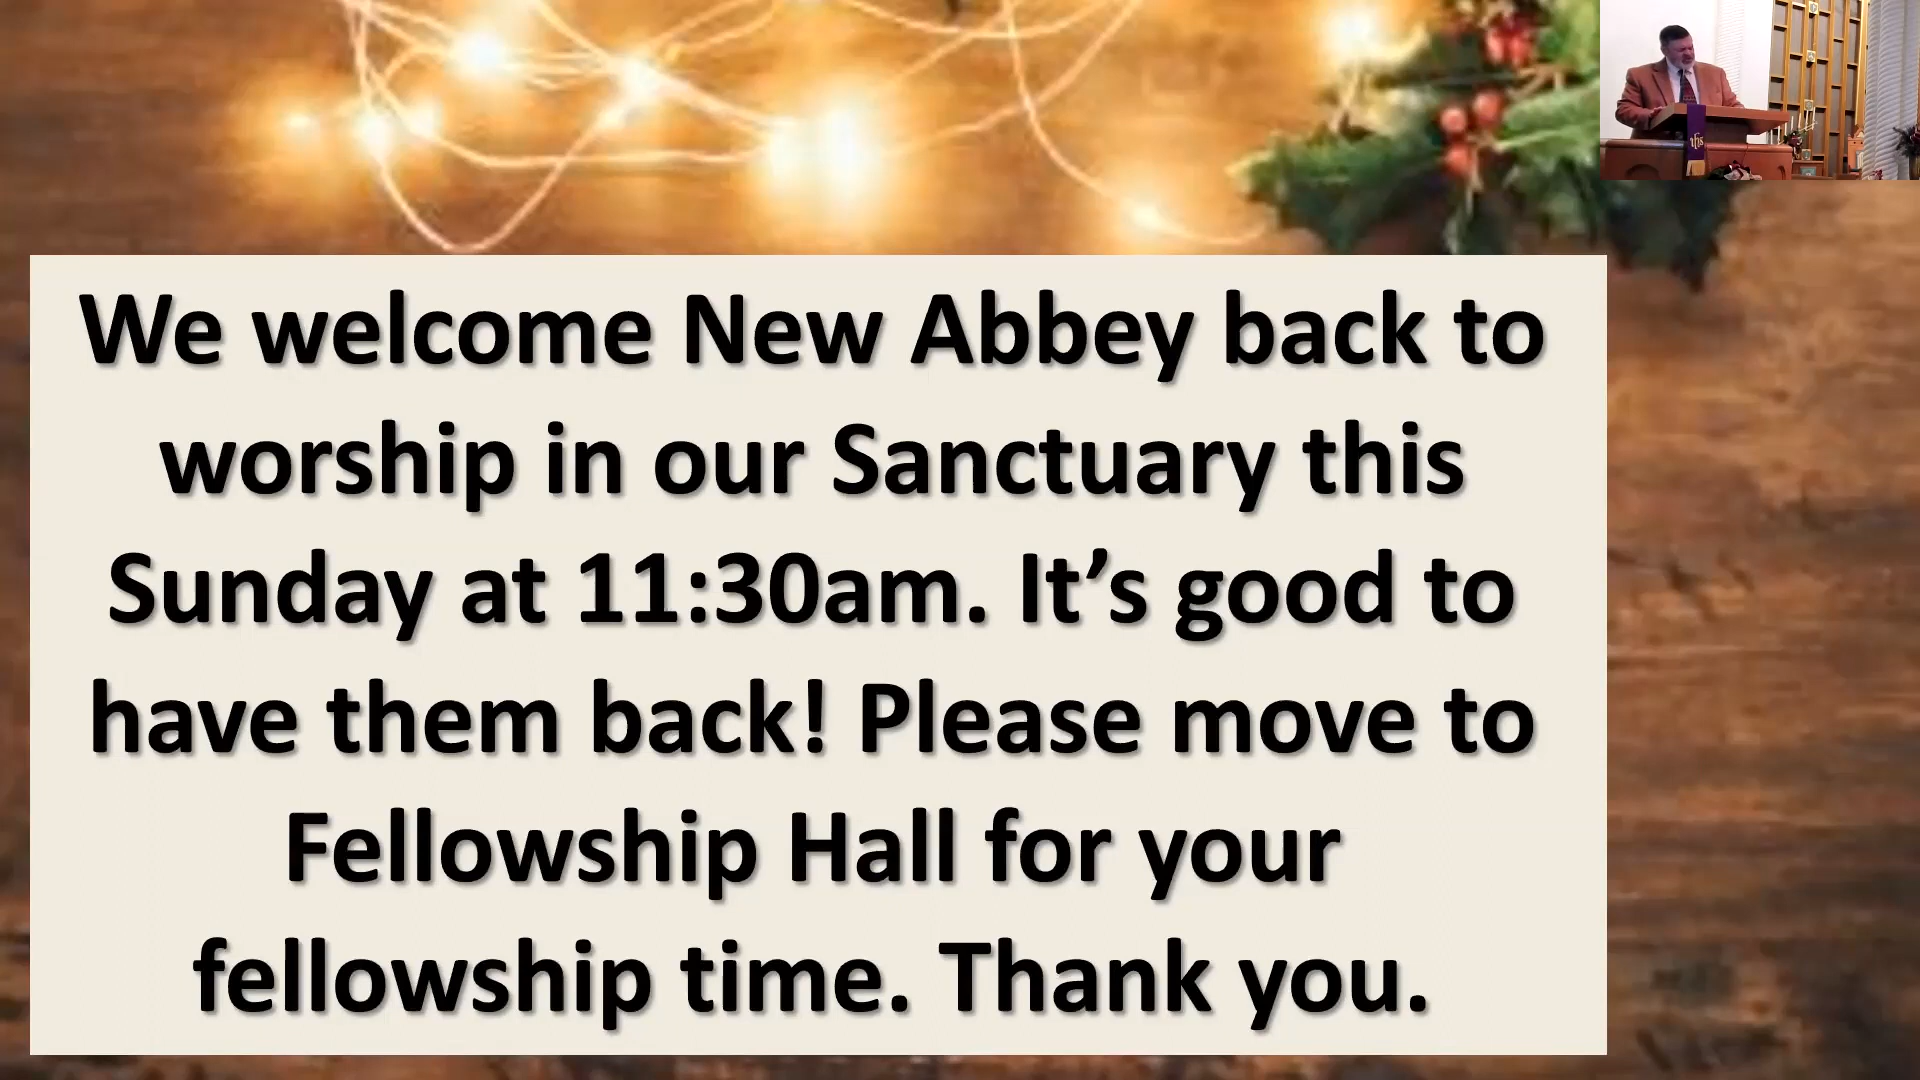 We welcome New Abbey back to
worship in our Sanctuary this
Sunday at 11:30am. It’s good to
have them back! Please move to
Fellowship Hall for your
fellowship time. Thank you.
ihs